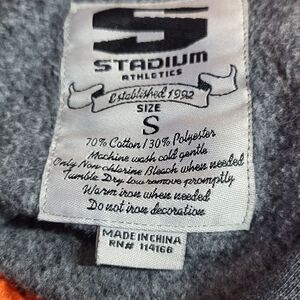 S
STADIUM
ATHLETICS
Established 1992
SIZE
S
70% Cotton / 30% Polyester
Machine wash cold gentle
Only Non-chlorine Bleach when needed
Tumble Dry low remove promptly
Warm iron when needed
Do not iron decoration
MADE IN CHINA
RN# 114166